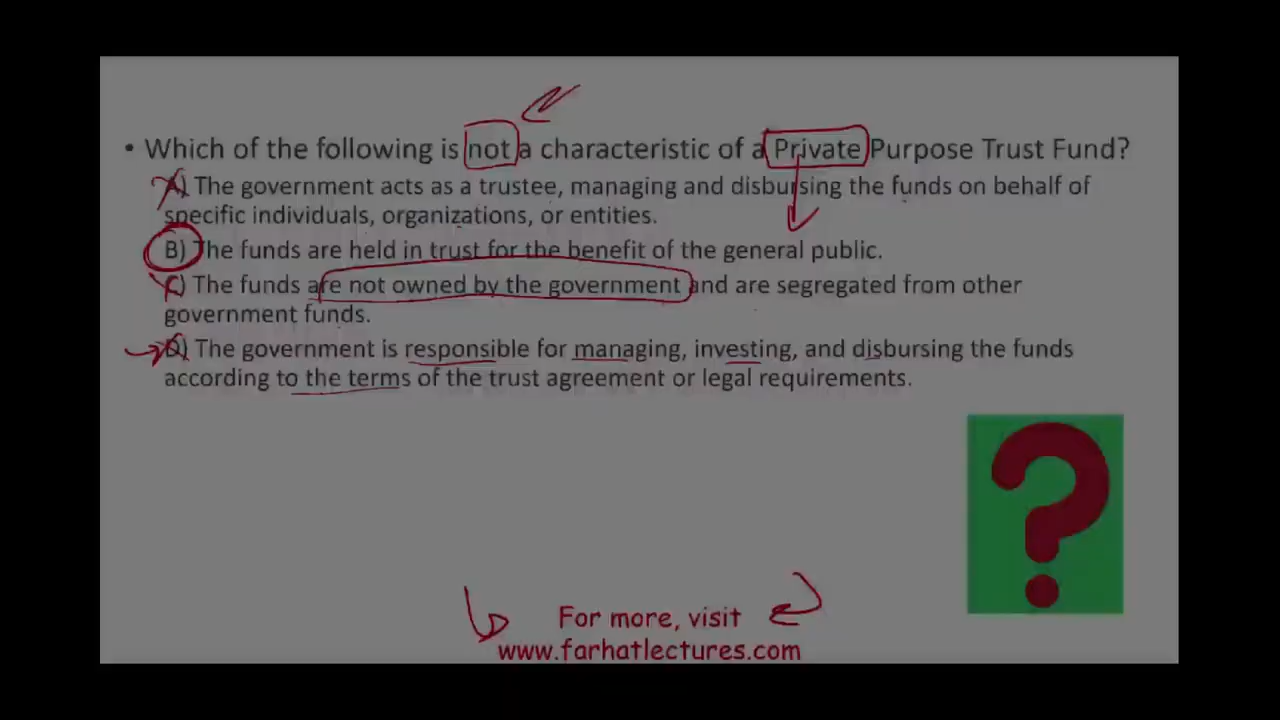 • Which of the following is not a characteristic of a Private Purpose Trust Fund?
A) The government acts as a trustee, managing and disbursing the funds on behalf of
specific individuals, organizations, or entities.
B) The funds are held in trust for the benefit of the general public.
C) The funds are not owned by the government and are segregated from other
government funds.
D) The government is responsible for managing, investing, and disbursing the funds
according to the terms of the trust agreement or legal requirements.
?
For more, visit
www.farhatlectures.com